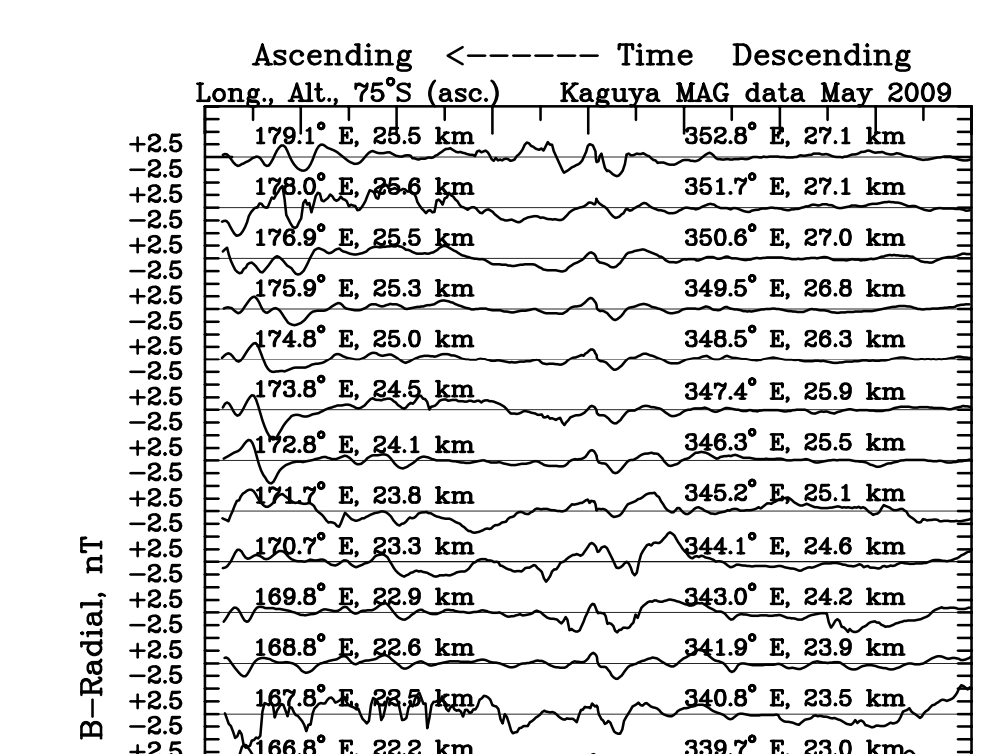 Ascending <------ Time Descending
Long., Alt., 75°S (asc.) Kaguya MAG data May 2009
+2.5 179.1° E, 25.5 km 352.8° E, 27.1 km
-2.5
+2.5 178.0° E, 25.6 km 351.7° E, 27.1 km
-2.5
+2.5 176.9° E, 25.5 km 350.6° E, 27.0 km
-2.5
+2.5 175.9° E, 25.3 km 349.5° E, 26.8 km
-2.5
+2.5 174.8° E, 25.0 km 348.5° E, 26.3 km
-2.5
+2.5 173.8° E, 24.5 km 347.4° E, 25.9 km
-2.5
+2.5 172.8° E, 24.1 km 346.3° E, 25.5 km
-2.5
+2.5 171.7° E, 23.8 km 345.2° E, 25.1 km
-2.5
+2.5 170.7° E, 23.3 km 344.1° E, 24.6 km
-2.5
+2.5 169.8° E, 22.9 km 343.0° E, 24.2 km
-2.5
+2.5 168.8° E, 22.6 km 341.9° E, 23.9 km
-2.5
+2.5 167.8° E, 22.5 km 340.8° E, 23.5 km
-2.5
+2.5 166.8° E, 22.2 km 339.7° E, 23.0 km
B-Radial, nT